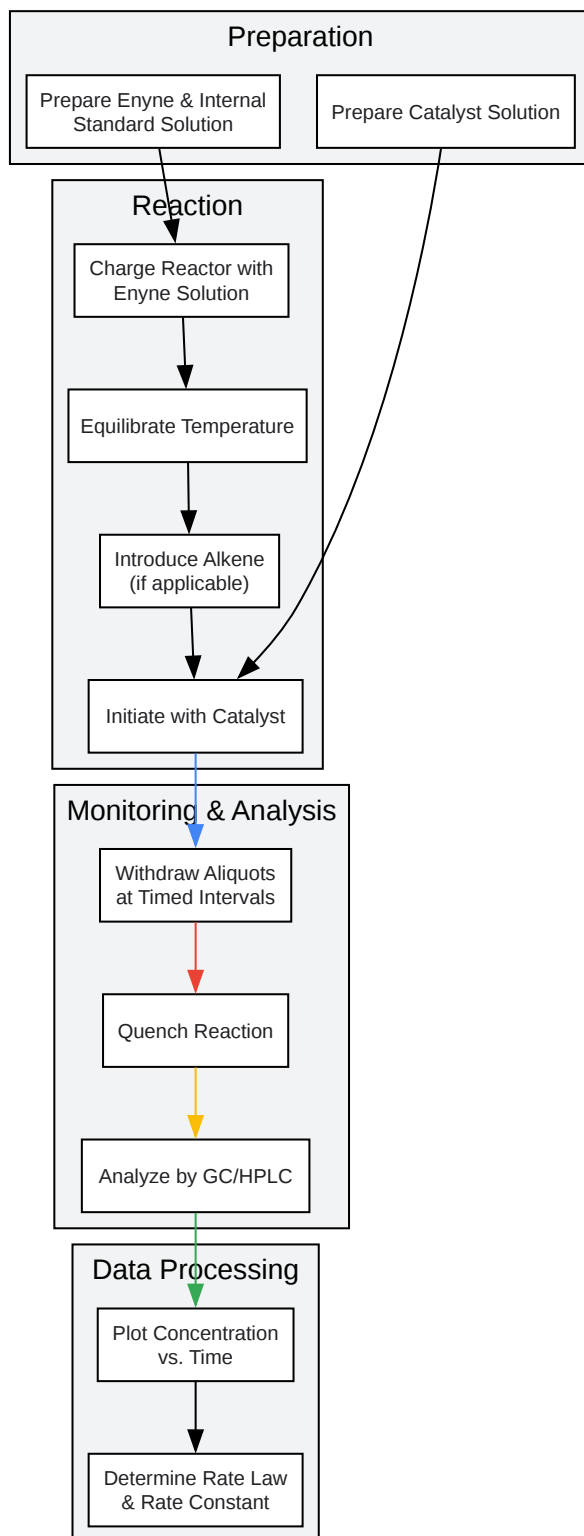 Preparation
Prepare Enyne & Internal
Standard Solution
Prepare Catalyst Solution
Reaction
Charge Reactor with
Enyne Solution
Equilibrate Temperature
Introduce Alkene
(if applicable)
Initiate with Catalyst
Monitoring & Analysis
Withdraw Aliquots
at Timed Intervals
Quench Reaction
Analyze by GC/HPLC
Data Processing
Plot Concentration
vs. Time
Determine Rate Law
& Rate Constant